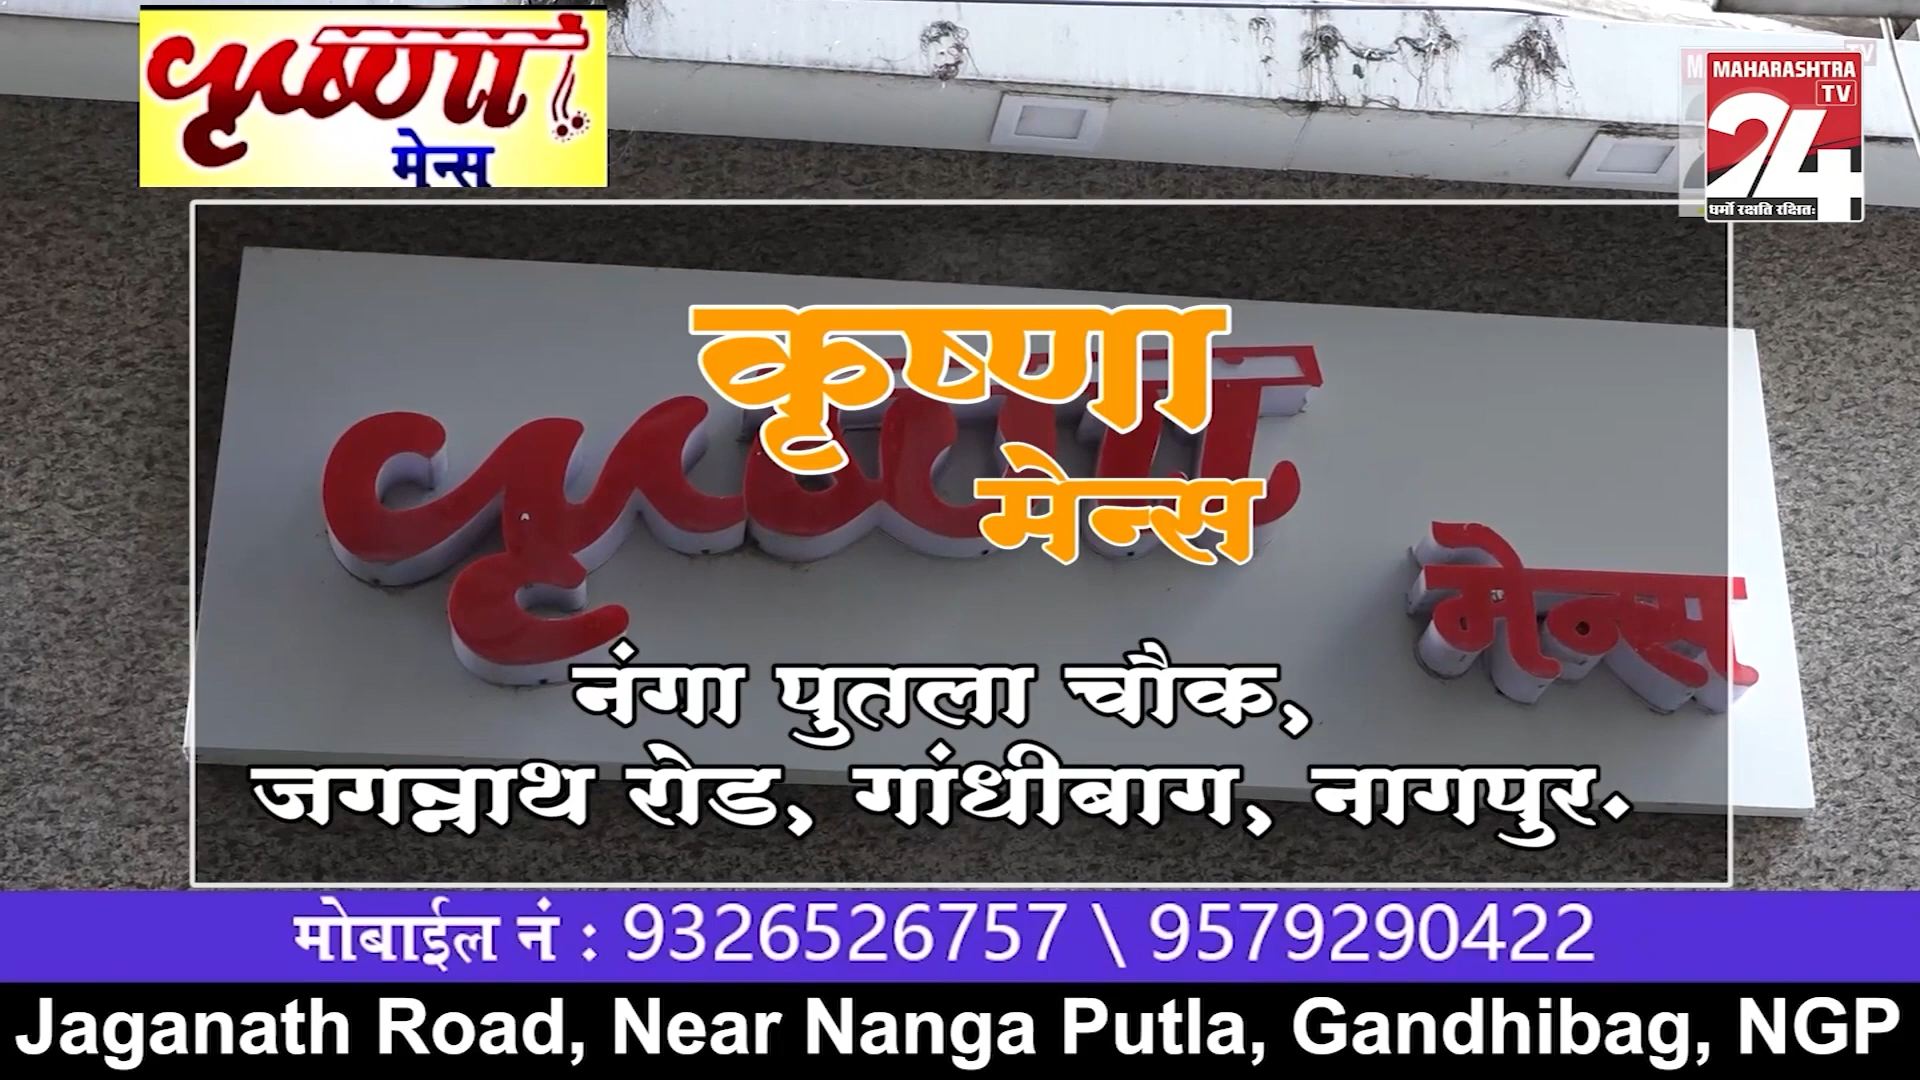 कृष्णा
मेन्स
MAHARASHTRA
TV
24
धर्मो रक्षति रक्षितः
कृष्णा
मेन्स
कृष्णा
मेन्स
नंगा पुतला चौक,
जगन्नाथ रोड, गांधीबाग, नागपुर.
मोबाईल नं : 9326526757 \ 9579290422
Jaganath Road, Near Nanga Putla, Gandhibag, NGP